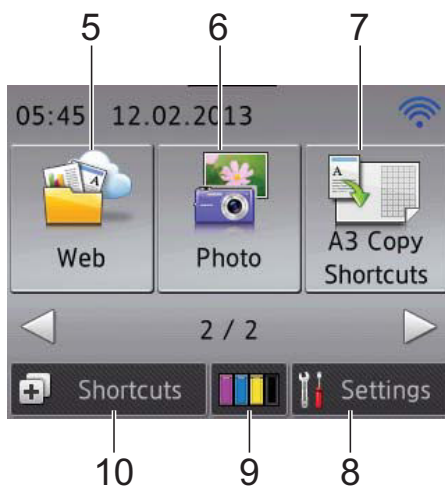 5 6 7
05:45 12.02.2013
Web Photo A3 Copy
Shortcuts
2 / 2
Shortcuts Settings
10 9 8